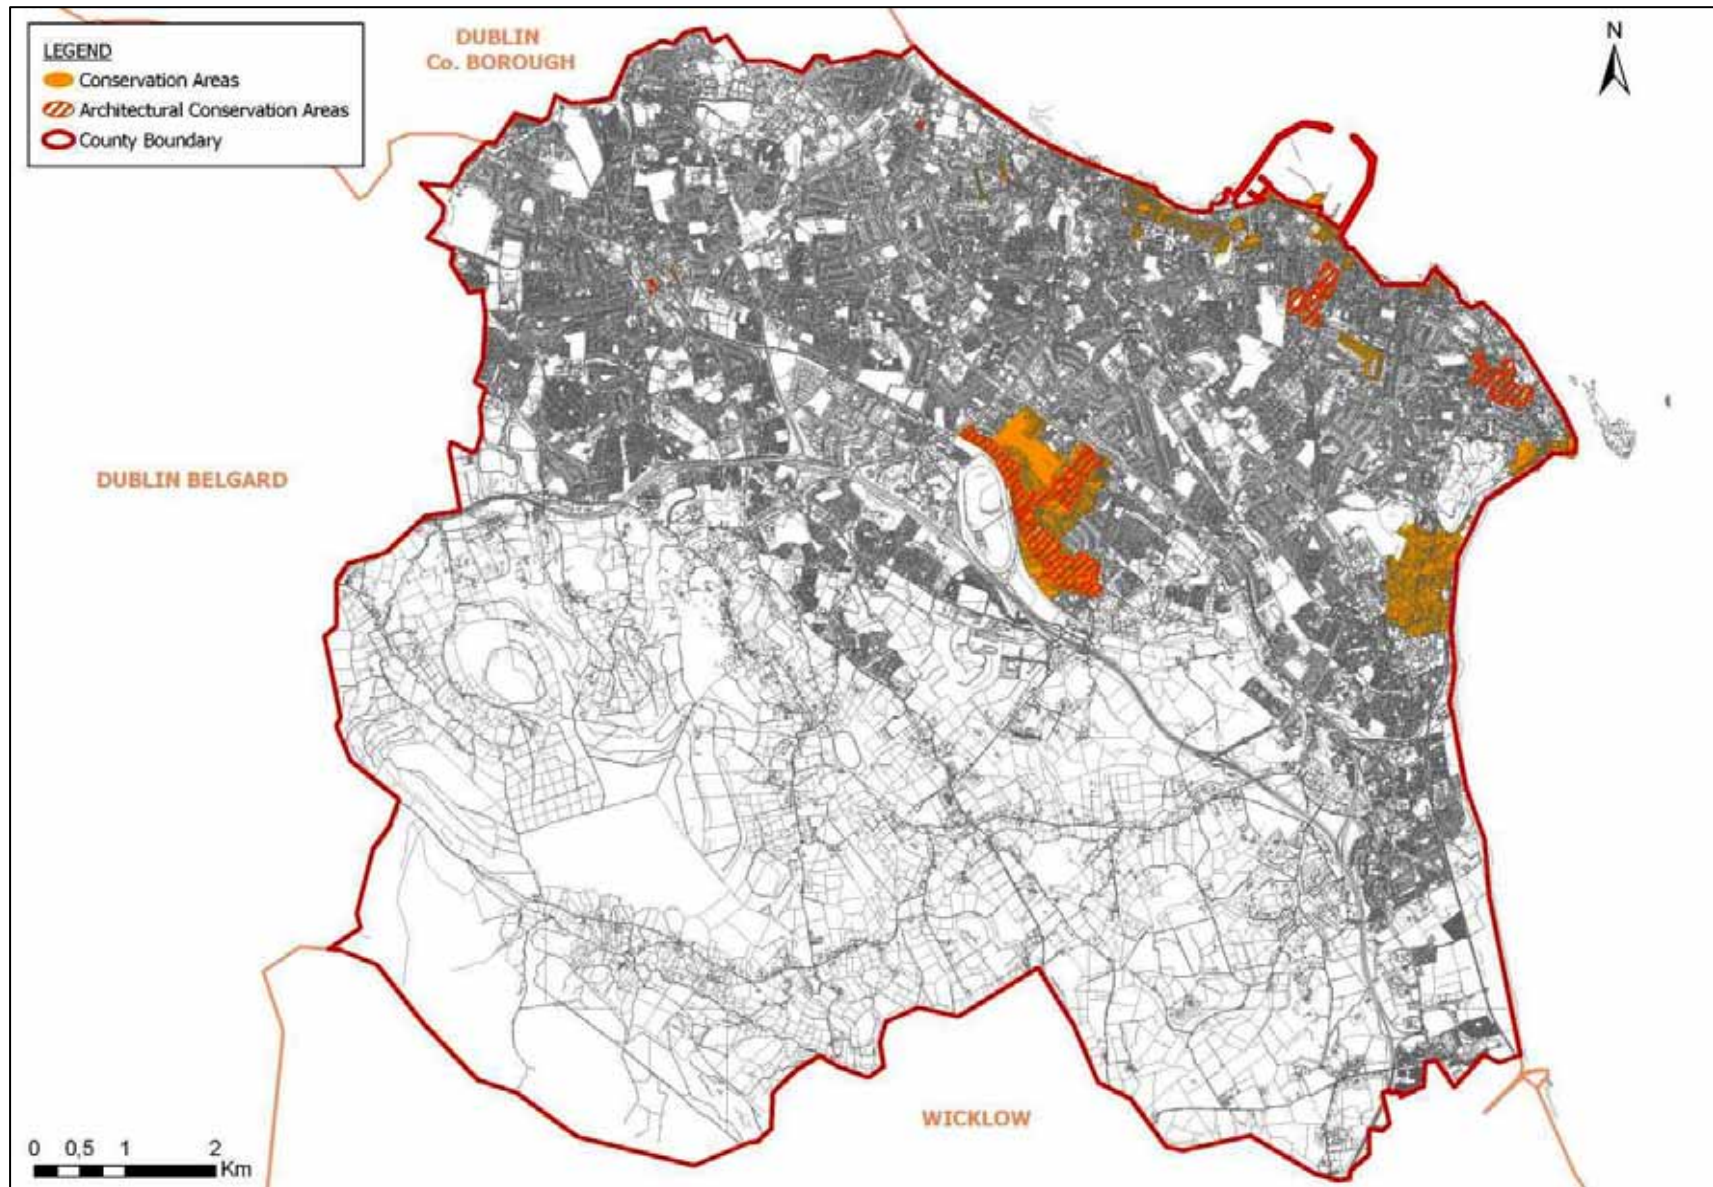 DUBLIN
Co. BOROUGH
N
LEGEND
Conservation Areas
Architectural Conservation Areas
County Boundary
DUBLIN BELGARD
WICKLOW
0 0,5 1 2
Km